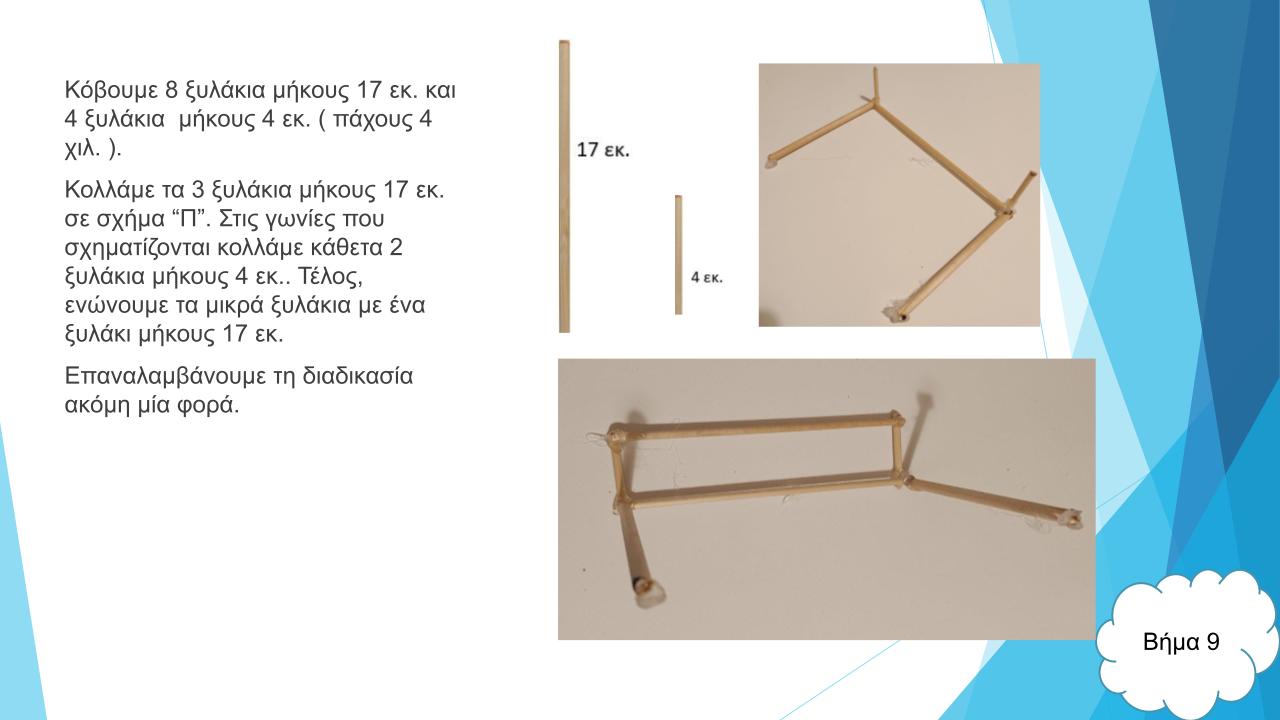 Κόβουμε 8 ξυλάκια μήκους 17 εκ. και
4 ξυλάκια  μήκους 4 εκ. ( πάχους 4
χιλ. ).
Κολλάμε τα 3 ξυλάκια μήκους 17 εκ.
σε σχήμα “Π”. Στις γωνίες που
σχηματίζονται κολλάμε κάθετα 2
ξυλάκια μήκους 4 εκ.. Τέλος,
ενώνουμε τα μικρά ξυλάκια με ένα
ξυλάκι μήκους 17 εκ.
Επαναλαμβάνουμε τη διαδικασία
ακόμη μία φορά.
17 εκ.
4 εκ.
Βήμα 9